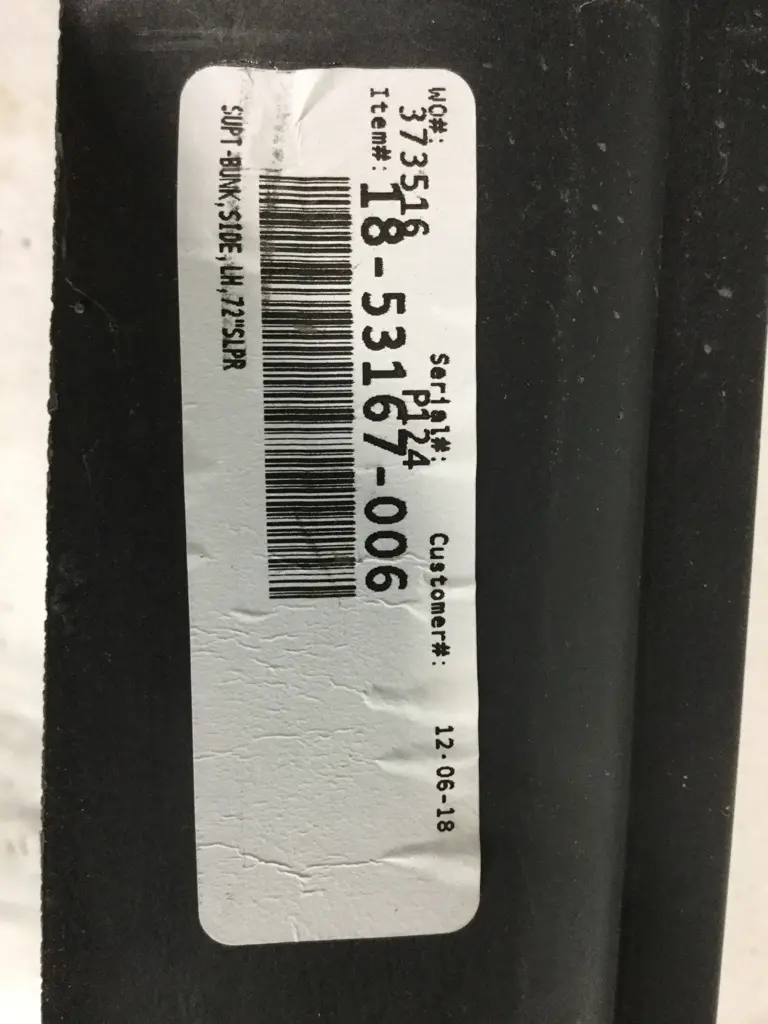 WO#: Serial#: Customer#: 12-06-18
373516 P124
Item#: 18-53167-006
SUPT-BUNK,SIDE,LH,72"SLPR